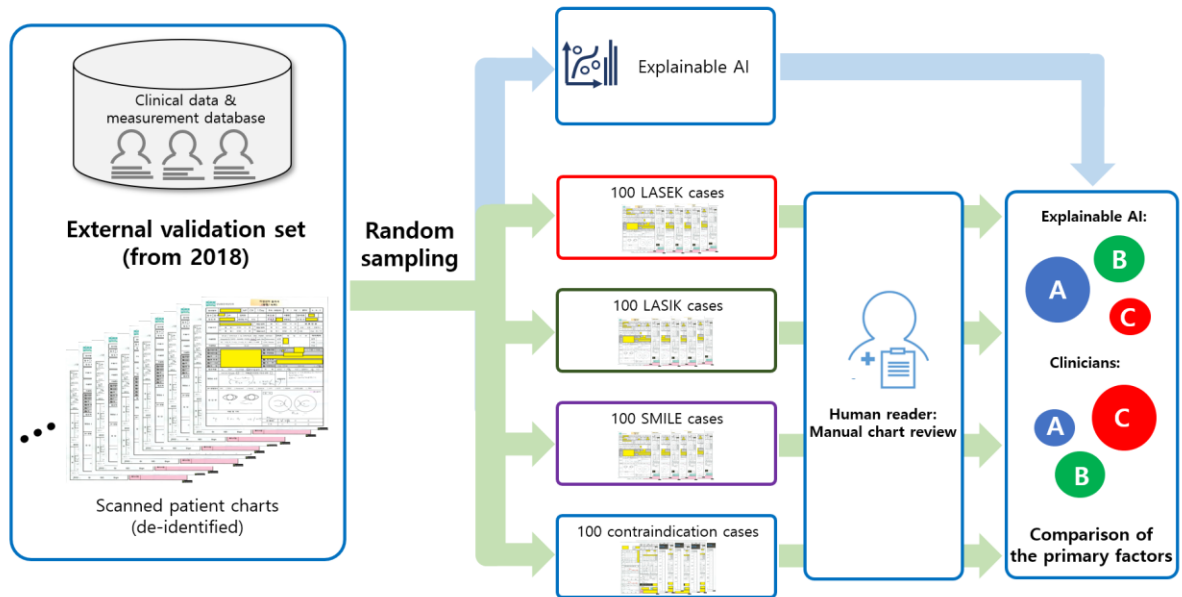 Clinical data &
measurement database
External validation set
(from 2018)
Scanned patient charts
(de-identified)
Random
sampling
Explainable AI
100 LASEK cases
100 LASIK cases
100 SMILE cases
100 contraindication cases
Human reader:
Manual chart review
Explainable AI:
A
B
C
Clinicians:
A
C
B
Comparison of
the primary factors